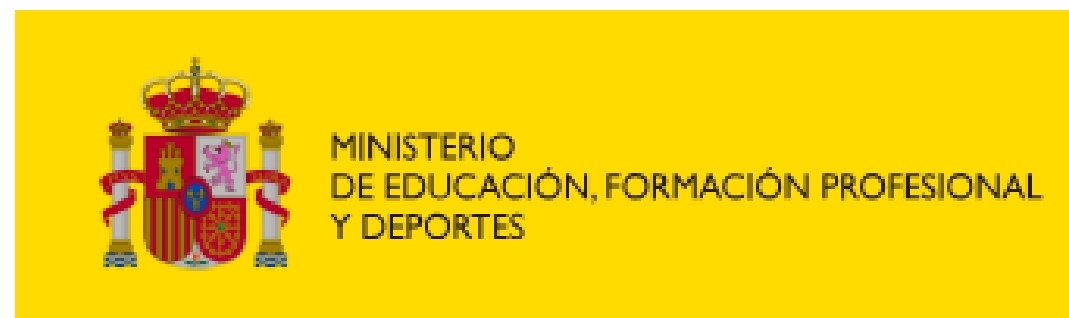 MINISTERIO
DE EDUCACIÓN, FORMACIÓN PROFESIONAL
Y DEPORTES